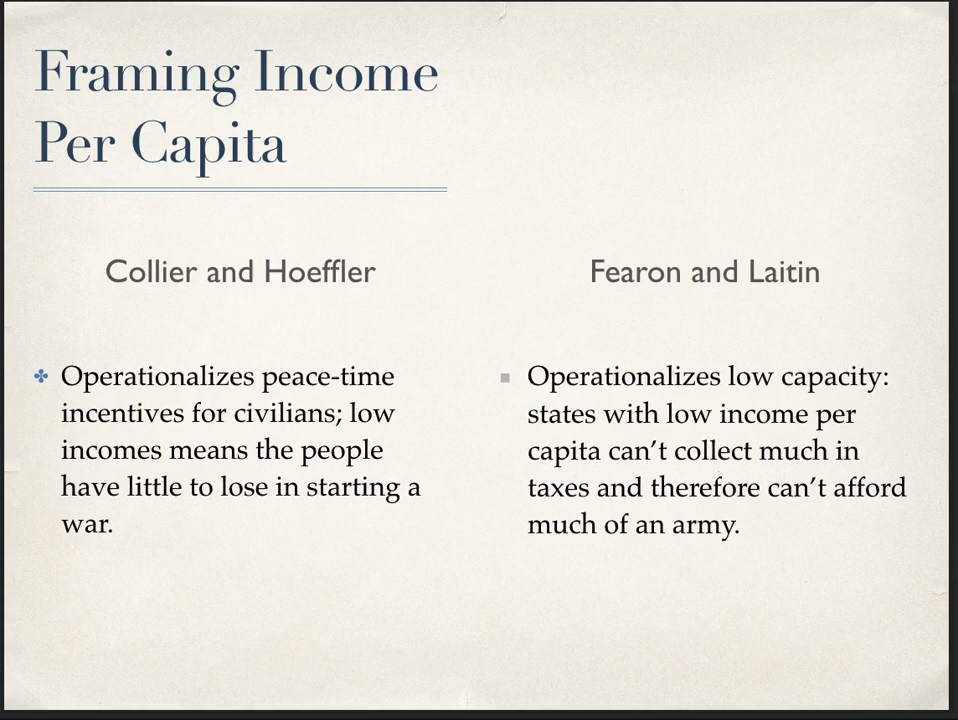 Framing Income
Per Capita
Collier and Hoeffler
Operationalizes peace-time
incentives for civilians; low
incomes means the people
have little to lose in starting a
war.
Fearon and Laitin
Operationalizes low capacity:
states with low income per
capita can’t collect much in
taxes and therefore can’t afford
much of an army.